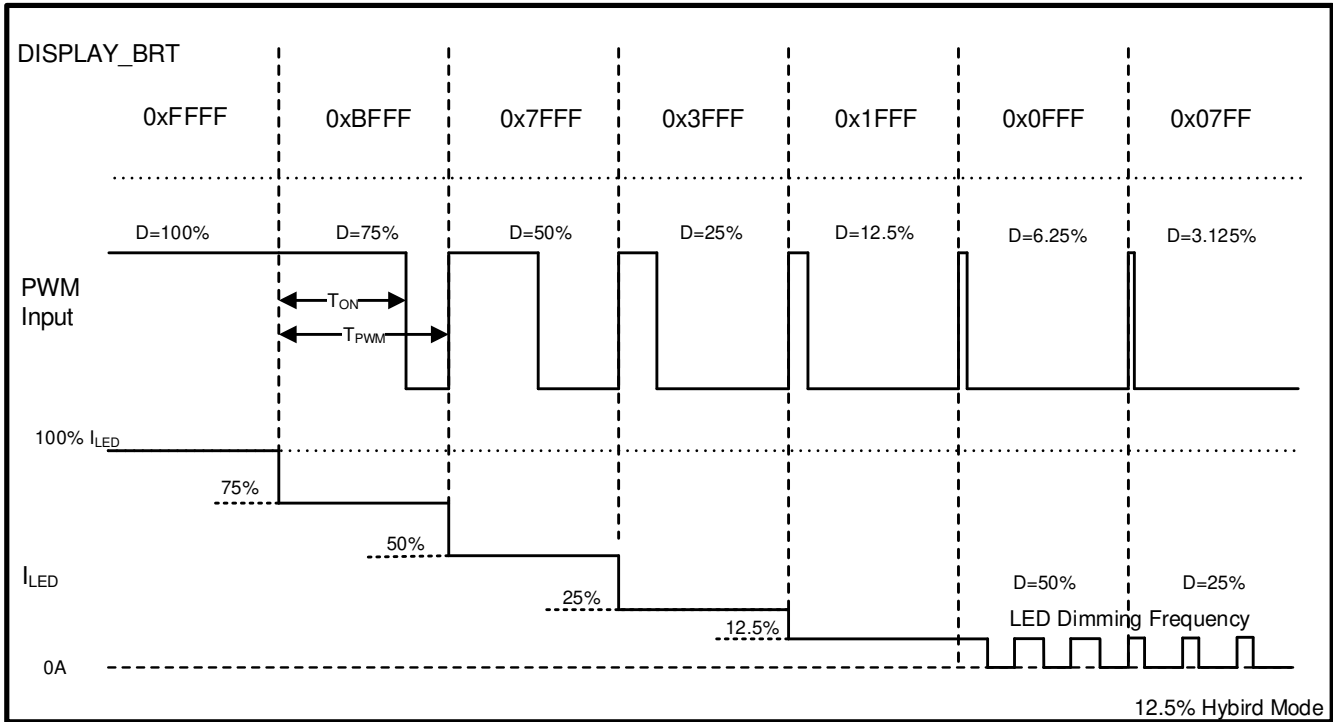 DISPLAY_BRT
0xFFFF 0xBFFF 0x7FFF 0x3FFF 0x1FFF 0x0FFF 0x07FF
D=100% D=75% D=50% D=25% D=12.5% D=6.25% D=3.125%
PWM
Input
TON
TPWM
100% ILED
75%
50%
ILED
25%
12.5%
D=50% D=25%
LED Dimming Frequency
0A
12.5% Hybird Mode